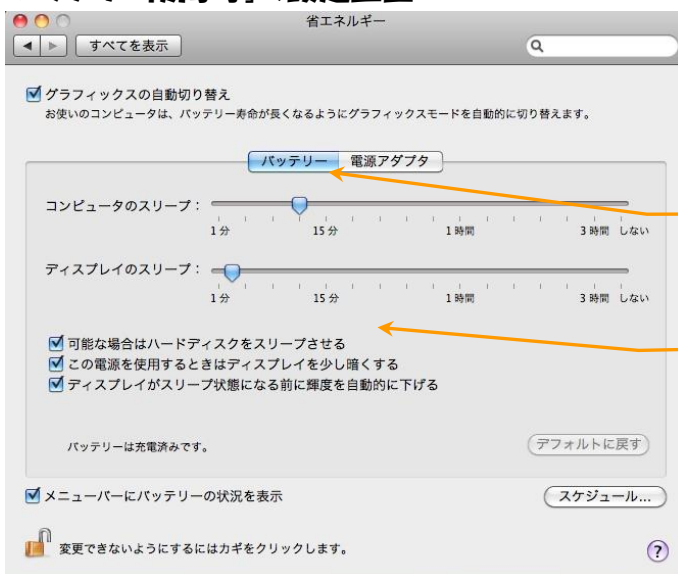 省エネルギー
すべてを表示
グラフィックスの自動切り替え
お使いのコンピュータは、バッテリー寿命が長くなるようにグラフィックスモードを自動的に切り替えます。
バッテリー 電源アダプタ
コンピュータのスリープ：
1分 15分 1時間 3時間 しない
ディスプレイのスリープ：
1分 15分 1時間 3時間 しない
可能な場合はハードディスクをスリープさせる
この電源を使用するときはディスプレイを少し暗くする
ディスプレイがスリープ状態になる前に輝度を自動的に下げる
バッテリーは充電済みです。 デフォルトに戻す
メニューバーにバッテリーの状況を表示 スケジュール...
変更できないようにするにはカギをクリックします。 ?